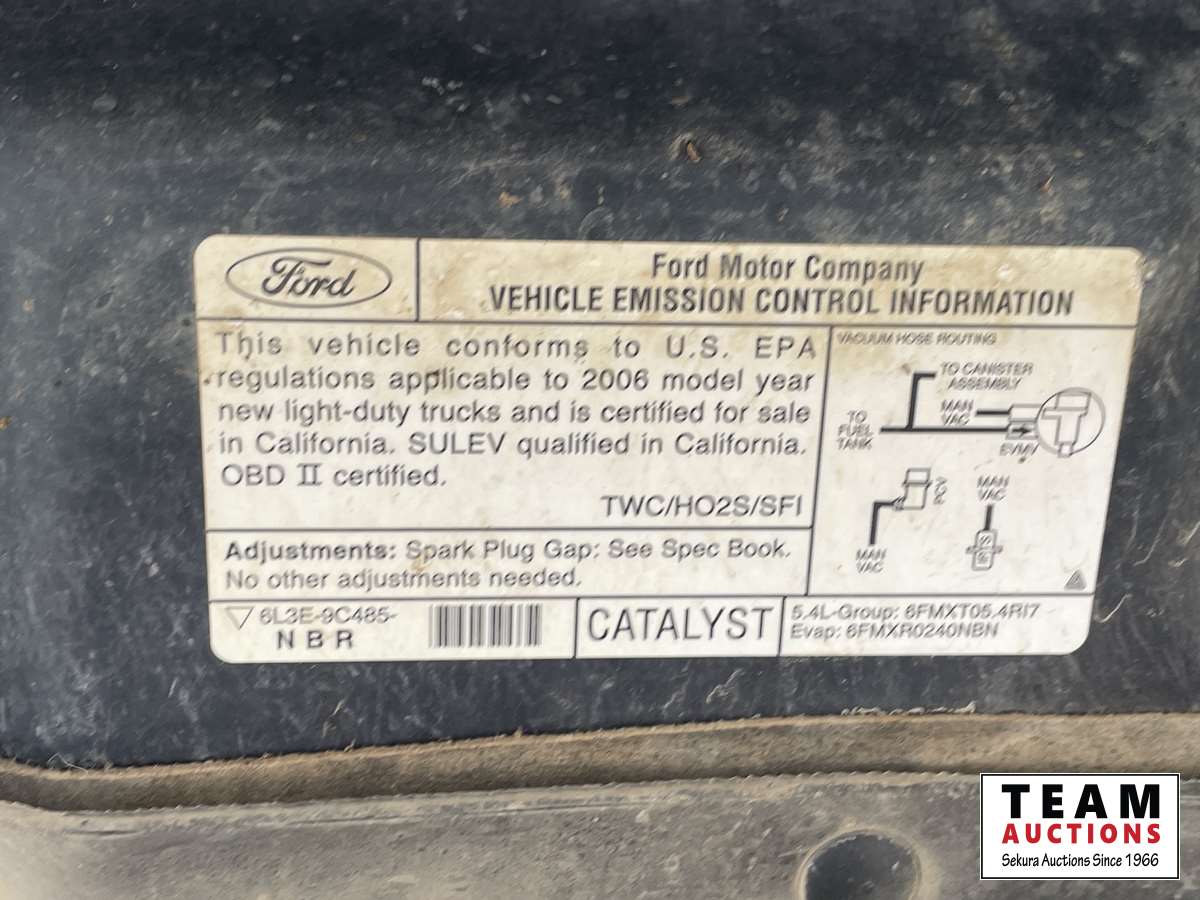 Ford
Ford Motor Company
VEHICLE EMISSION CONTROL INFORMATION
This vehicle conforms to U.S. EPA
regulations applicable to 2006 model year
new light-duty trucks and is certified for sale
in California. SULEV qualified in California.
OBD II certified.
TWC/HO2S/SFI
Adjustments: Spark Plug Gap: See Spec Book.
No other adjustments needed.
6L3E-9C485-
N B R
CATALYST
5.4L-Group: 6FMXT05.4RI7
Evap: 6FMXR0240NBN
VACUUM HOSE ROUTING
TO CANISTER
ASSEMBLY
MAN
VAC
TO
FUEL
TANK
EVMV
PCV
MAN
VAC
MAN
VAC
TEAM
AUCTIONS
Sekura Auctions Since 1966